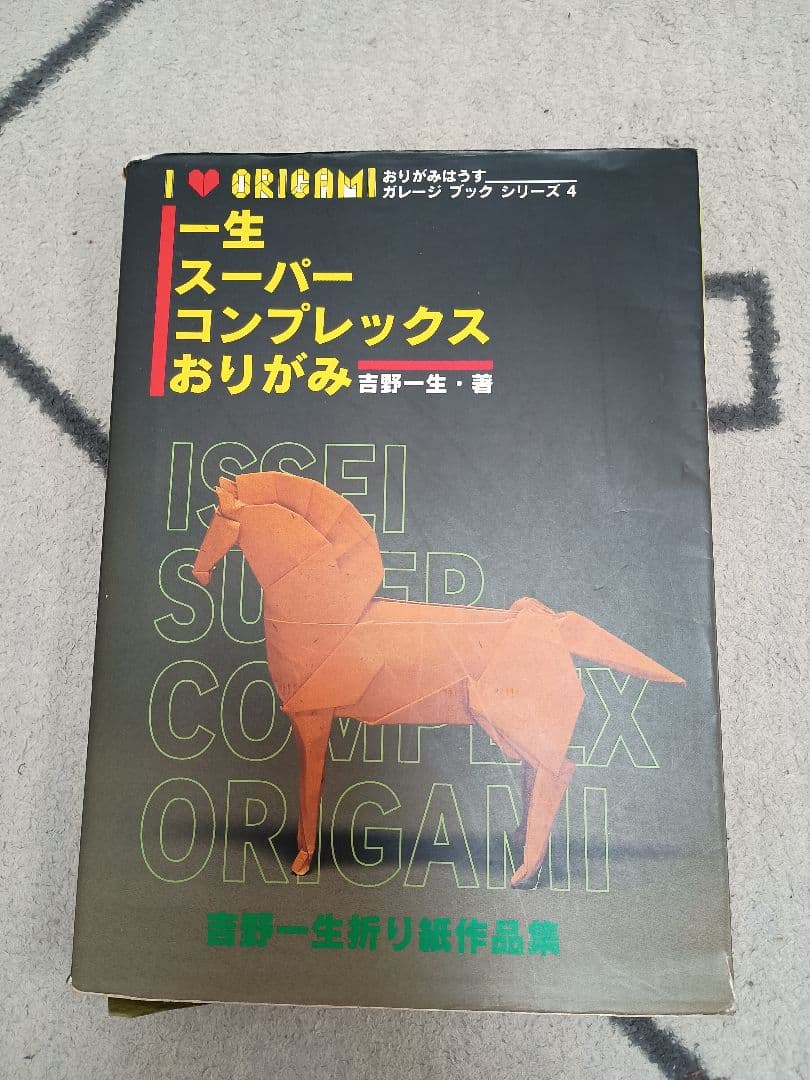 I ♥ ORIGAMI
おりがみはうす
ガレージ ブック シリーズ 4
一生
スーパー
コンプレックス
おりがみ
吉野一生・著
ISSEI
SUPER
COMPLEX
ORIGAMI
吉野一生折り紙作品集